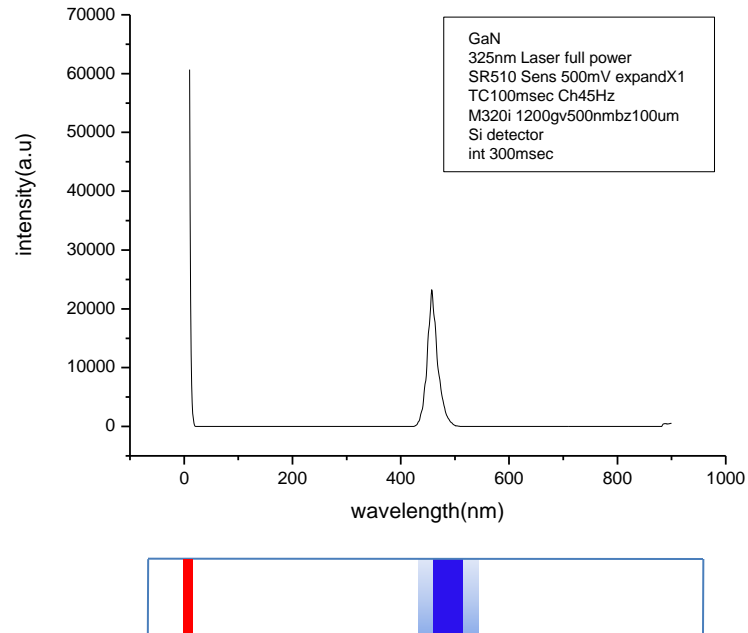 70000
60000
50000
40000
30000
20000
10000
0
intensity(a.u)
GaN
325nm Laser full power
SR510 Sens 500mV expandX1
TC100msec Ch45Hz
M320i 1200gv500nmbz100um
Si detector
int 300msec
0 200 400 600 800 1000
wavelength(nm)